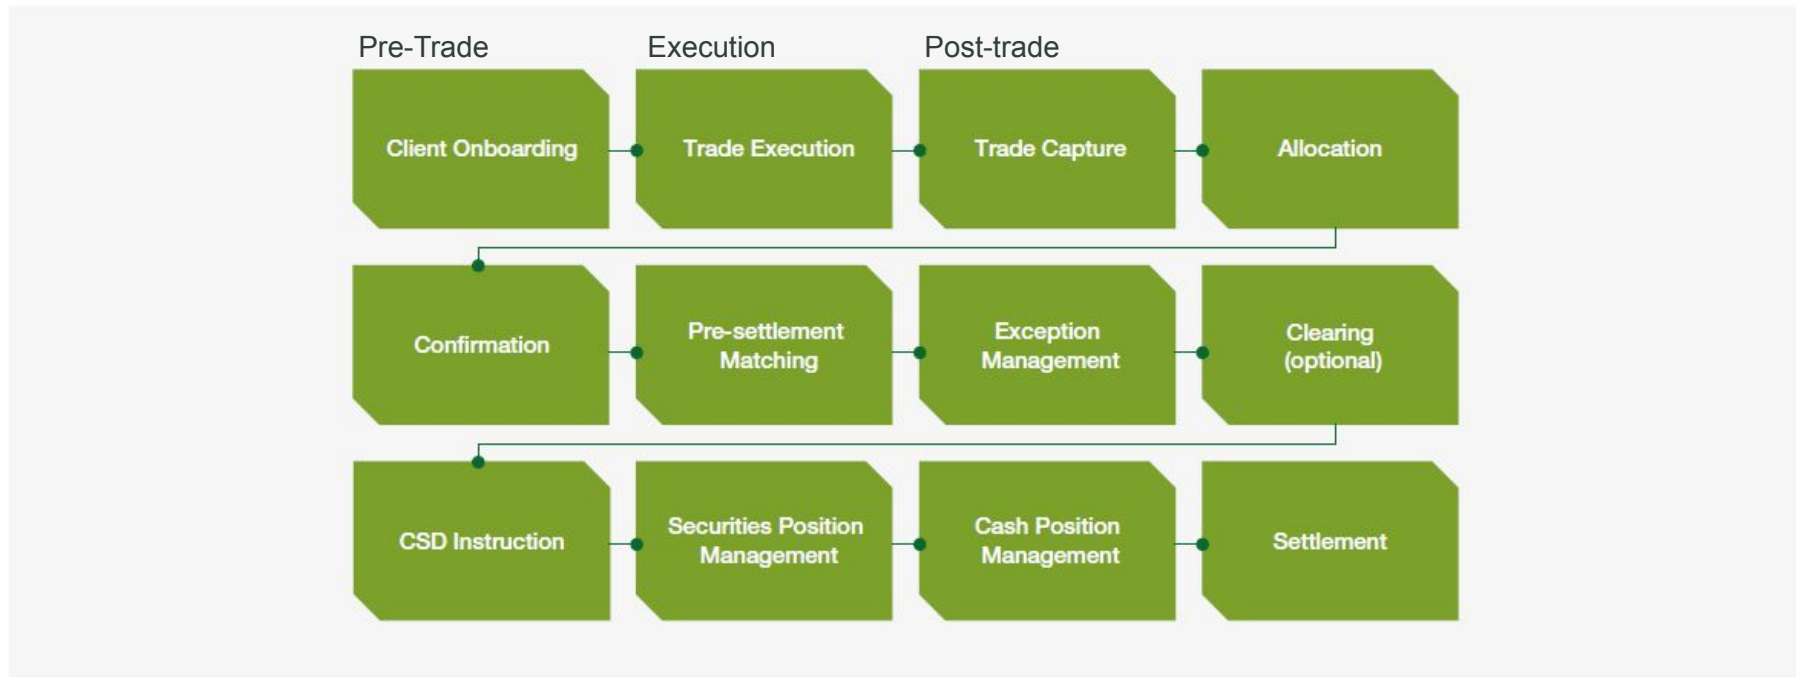 Pre-Trade
Execution
Post-trade
Client Onboarding
Trade Execution
Trade Capture
Allocation
Confirmation
Pre-settlement
Matching
Exception
Management
Clearing
(optional)
CSD Instruction
Securities Position
Management
Cash Position
Management
Settlement